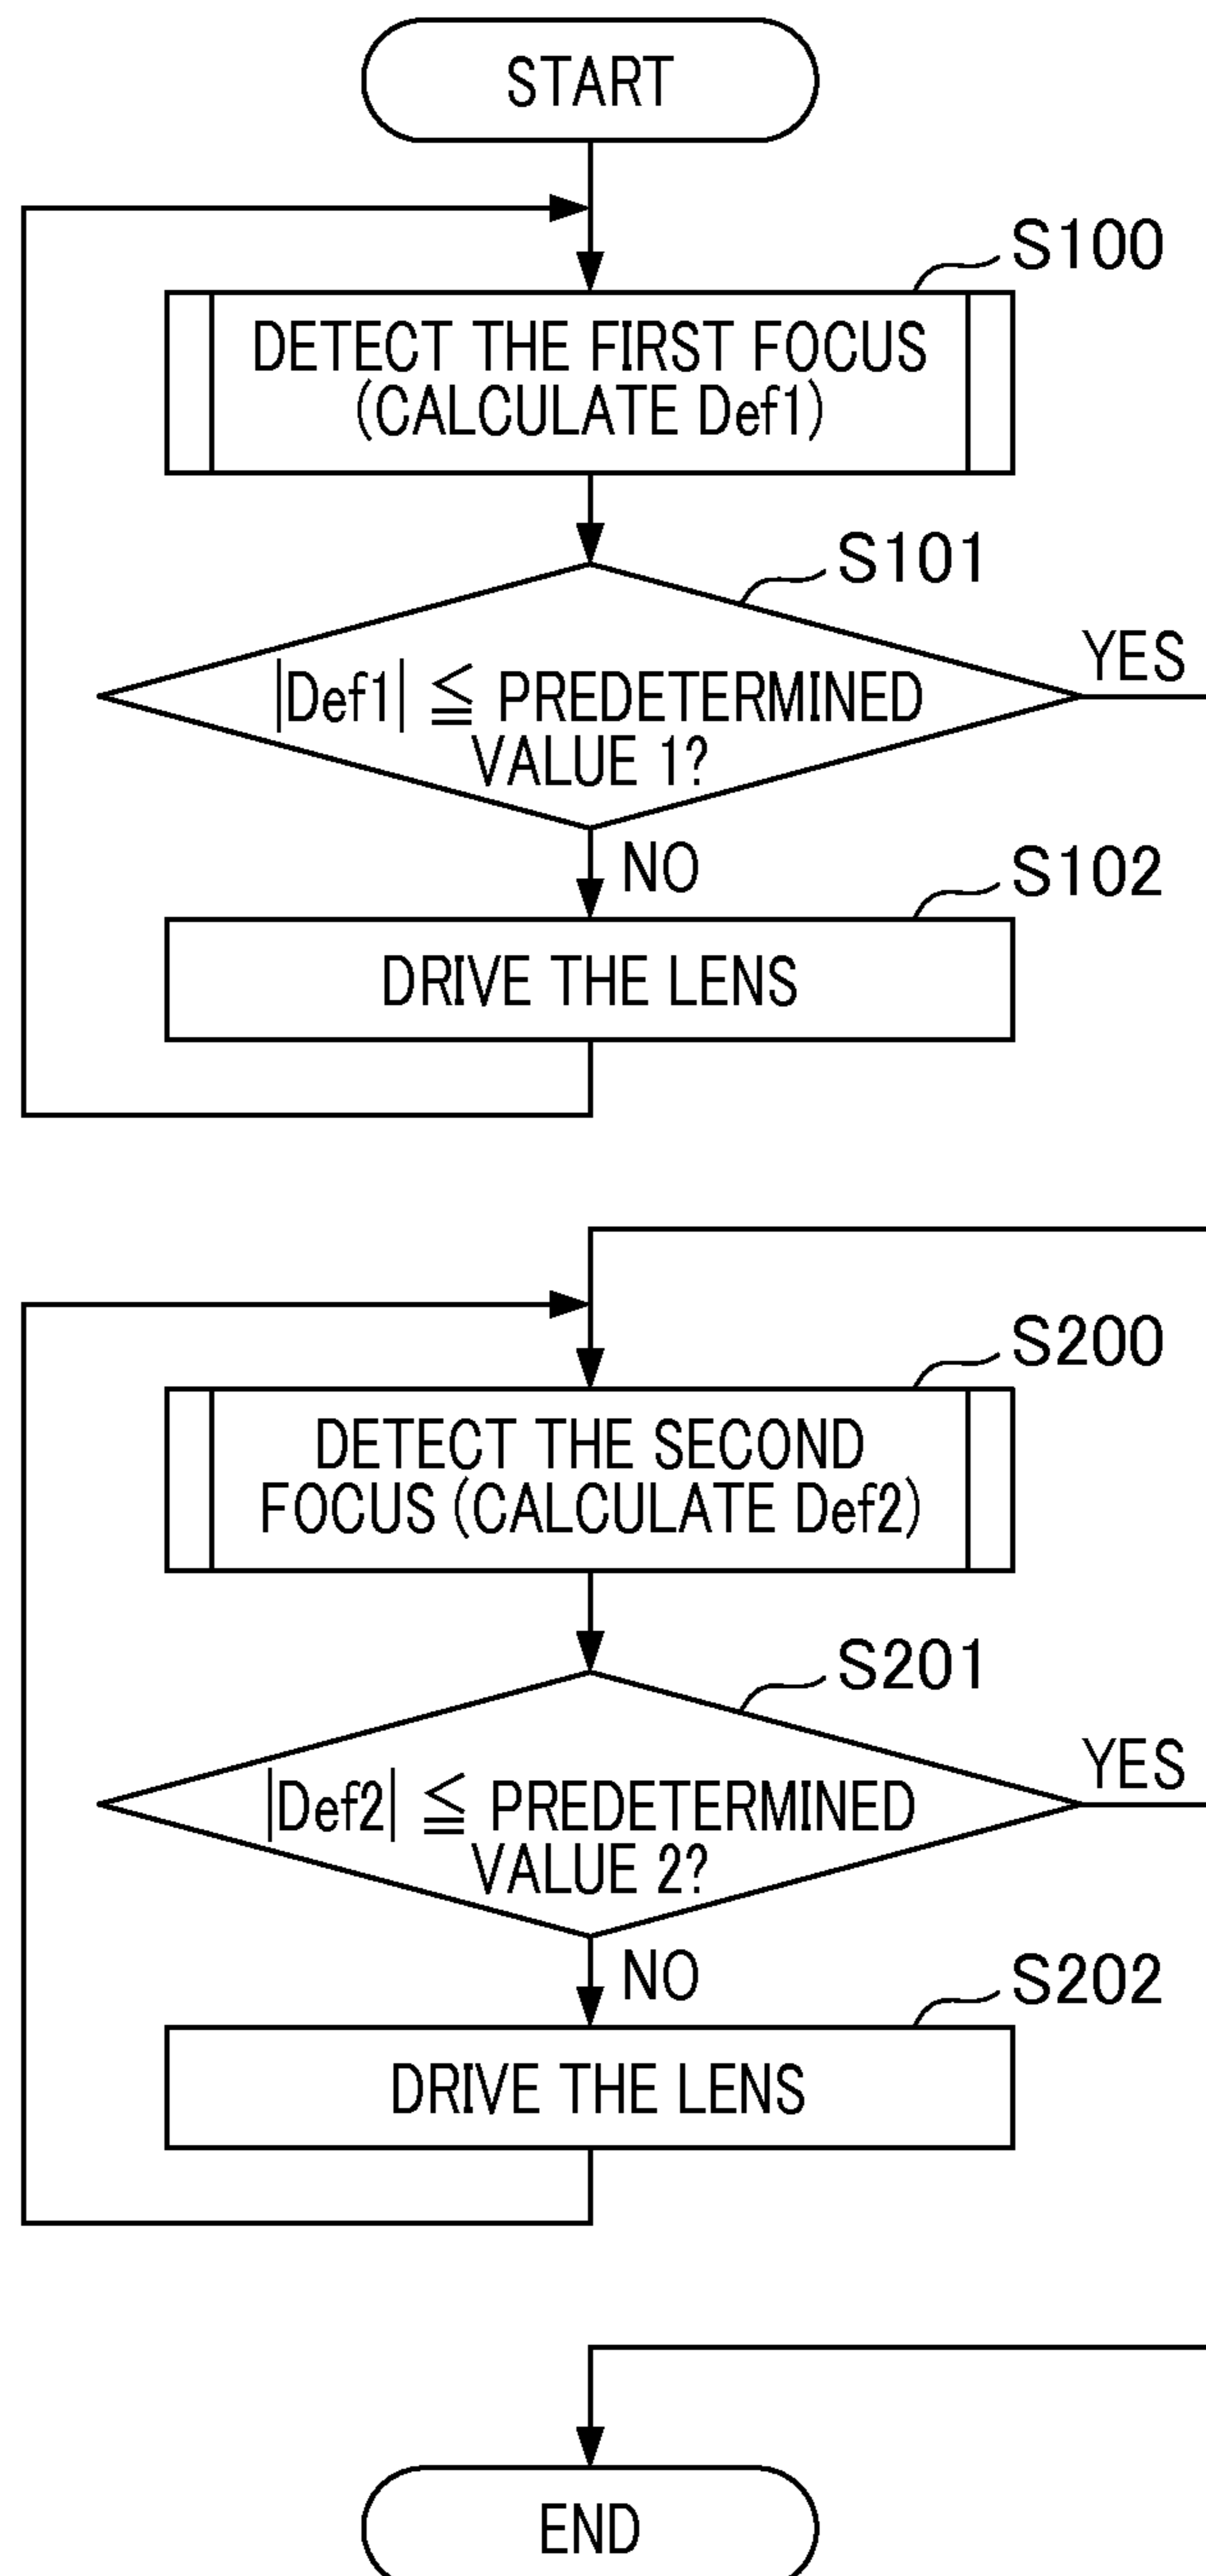 START
S100
DETECT THE FIRST FOCUS
(CALCULATE Def1)
S101
YES
|Def1| ≦ PREDETERMINED
VALUE 1?
NO
S102
DRIVE THE LENS
S200
DETECT THE SECOND
FOCUS (CALCULATE Def2)
S201
YES
|Def2| ≦ PREDETERMINED
VALUE 2?
NO
S202
DRIVE THE LENS
END